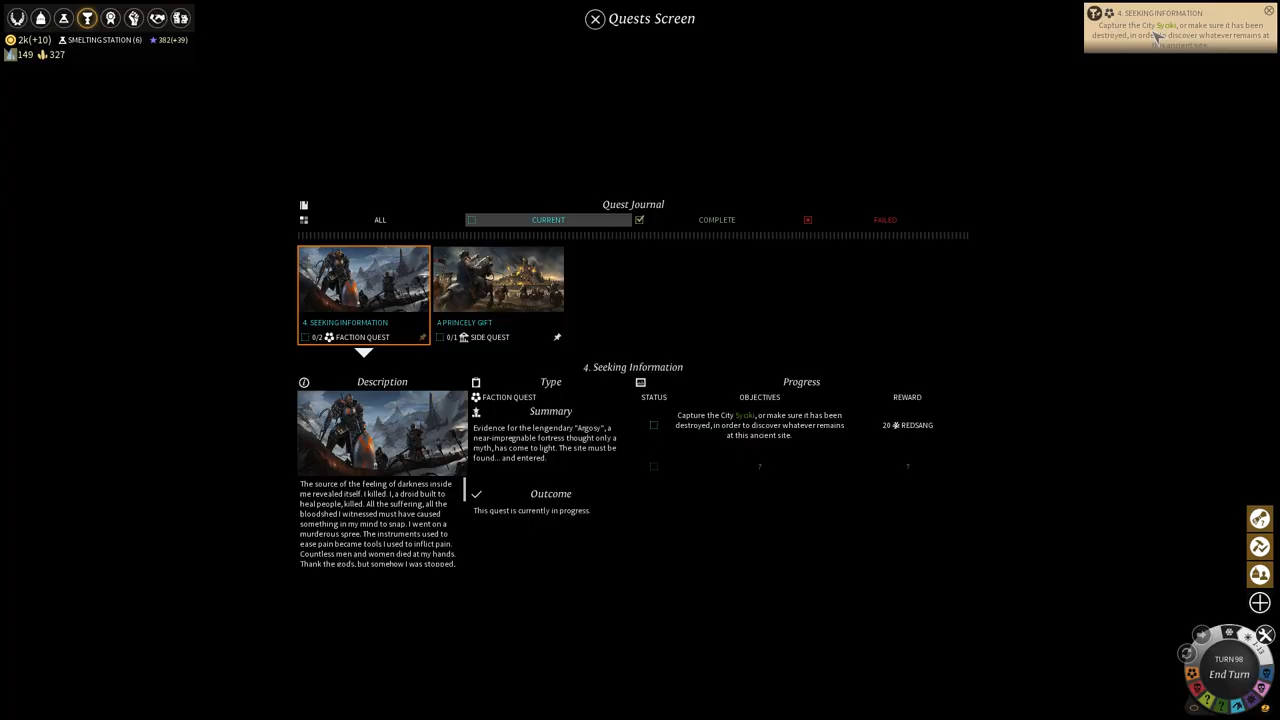 Quests Screen
2k(+10) SMELTING STATION (6) 382(+39)
149 327
4. SEEKING INFORMATION
Capture the City Syciki, or make sure it has been
destroyed, in order to discover whatever remains at
this ancient site.
Quest Journal
ALL CURRENT COMPLETE FAILED
4. SEEKING INFORMATION
0/2 FACTION QUEST
A PRINCELY GIFT
0/1 SIDE QUEST
4. Seeking Information
Description
The source of the feeling of darkness inside
me revealed itself. I killed. I, a droid built to
heal people, killed. All the suffering, all the
bloodshed I witnessed must have caused
something in my mind to snap. I went on a
murderous spree. The instruments used to
ease pain became tools I used to inflict pain.
Countless men and women died at my hands.
Thank the gods, but somehow I was stopped.
Type
FACTION QUEST
Summary
Evidence for the lengendary "Argosy", a
near-impregnable fortress thought only a
myth, has come to light. The site must be
found... and entered.
Outcome
This quest is currently in progress.
Progress
STATUS OBJECTIVES REWARD
Capture the City Syciki, or make sure it has been
destroyed, in order to discover whatever remains
at this ancient site.
20 REDSANG
? ?
TURN 98
End Turn